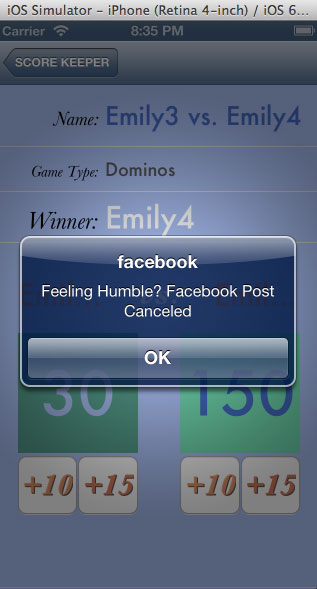 iOS Simulator – iPhone (Retina 4-inch) / iOS 6...
Carrier 8:35 PM
SCORE KEEPER
Name: Emily3 vs. Emily4
Game Type: Dominos
Winner: Emily4
facebook
Feeling Humble? Facebook Post
Canceled
OK
30 150
+10 +15 +10 +15